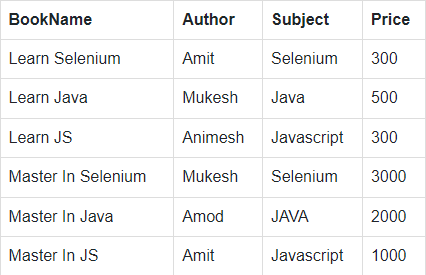 BookName Author Subject Price
Learn Selenium Amit Selenium 300
Learn Java Mukesh Java 500
Learn JS Animesh Javascript 300
Master In Selenium Mukesh Selenium 3000
Master In Java Amod JAVA 2000
Master In JS Amit Javascript 1000